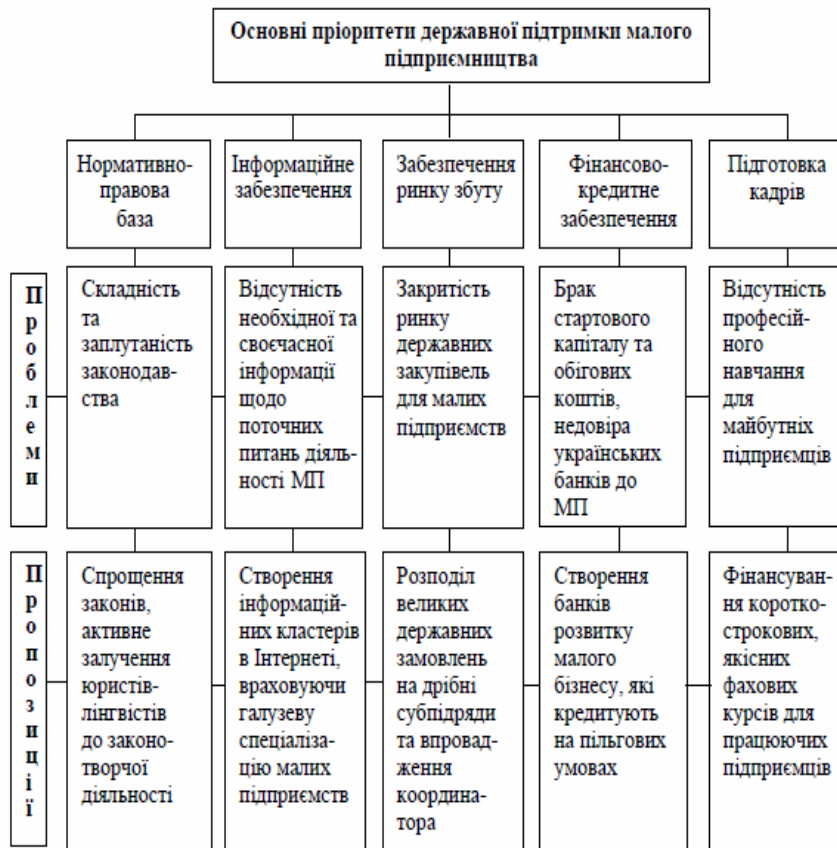 Основні пріоритети державної підтримки малого
підприємництва
Нормативно-
правова
база
Інформаційне
забезпечення
Забезпечення
ринку збуту
Фінансово-
кредитне
забезпечення
Підготовка
кадрів
Проблеми
Складність
та
заплутаність
законодав-
ства
Відсутність
необхідної та
своєчасної
інформації
щодо
поточних
питань діяль-
ності МП
Закритість
ринку
державних
закупівель
для малих
підприємств
Брак
стартового
капіталу та
обігових
коштів,
недовіра
українських
банків до
МП
Відсутність
професій-
ного
навчання
для
майбутніх
підприємців
Пропозиції
Спрощення
законів,
активне
залучення
юристів-
лінгвістів
до законо-
творчої
діяльності
Створення
інформацій-
них кластерів
в Інтернеті,
враховуючи
галузеву
спеціаліза-
цію малих
підприємств
Розподіл
великих
державних
замовлень
на дрібні
субпідряди
та впровад-
ження
координа-
тора
Створення
банків
розвитку
малого
бізнесу, які
кредитують
на пільгових
умовах
Фінансуван-
ня коротко-
строкових,
якісних
фахових
курсів для
працюючих
підприємців